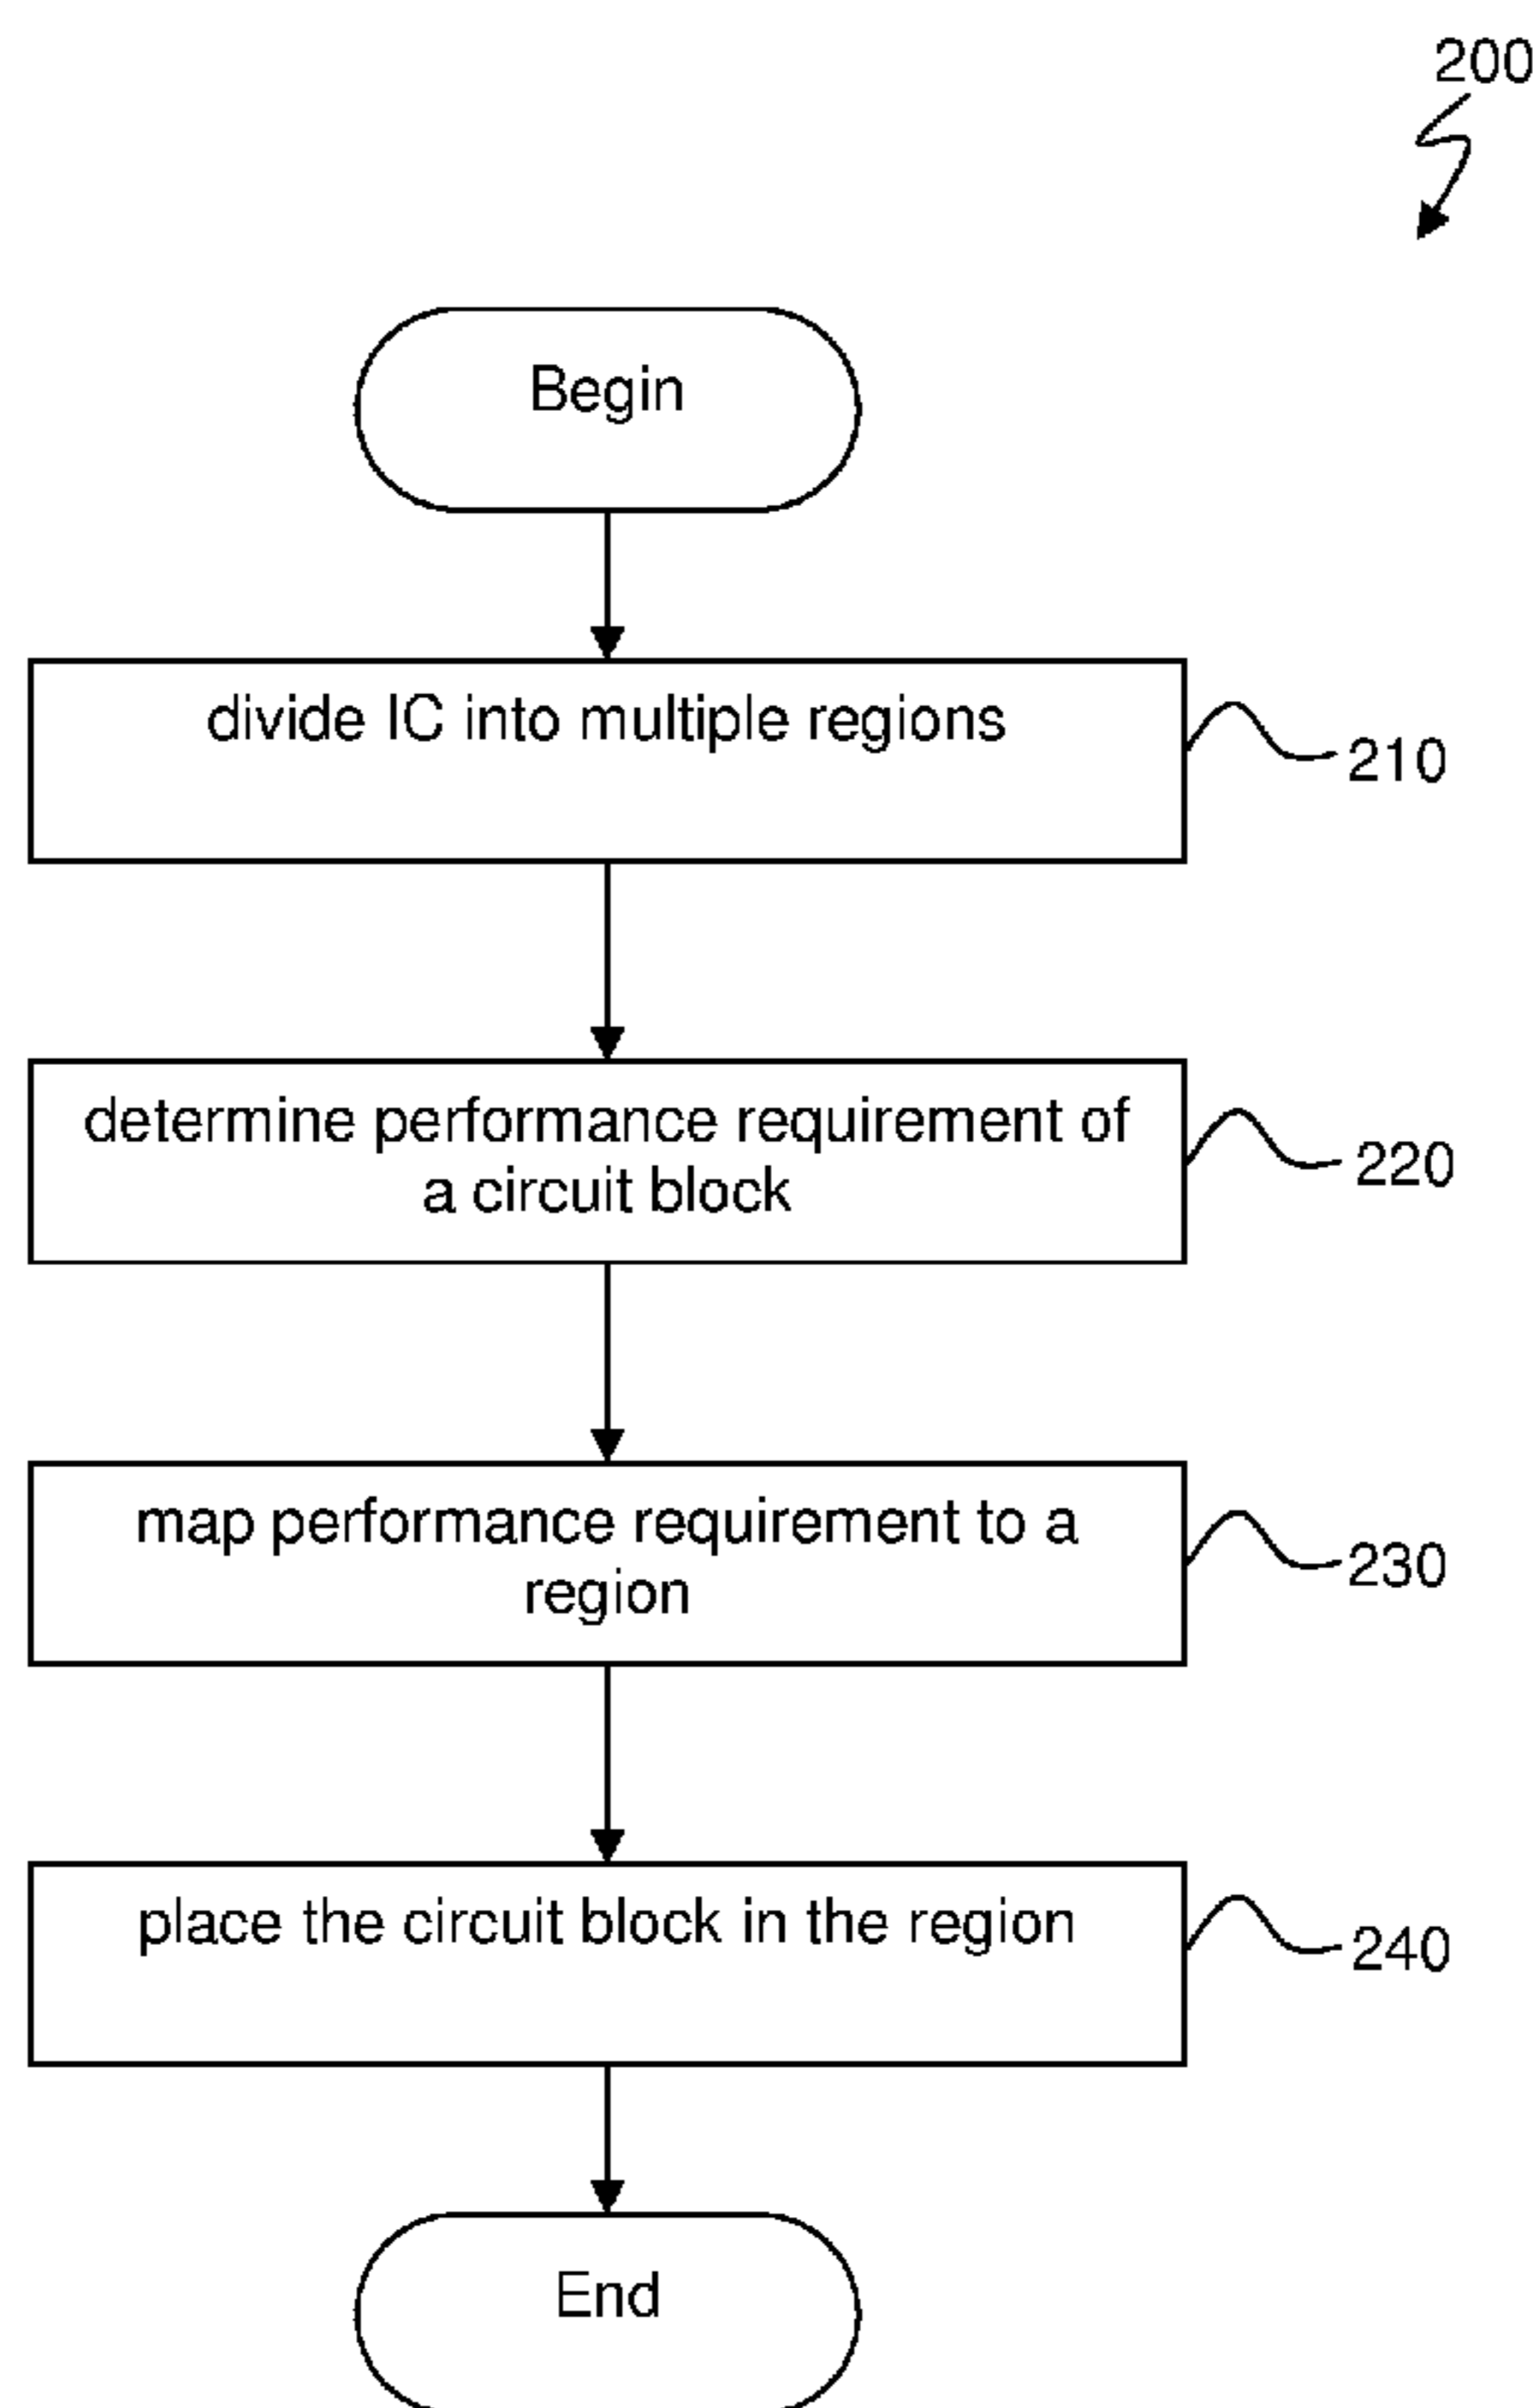 200
Begin
divide IC into multiple regions
210
determine performance requirement of
a circuit block
220
map performance requirement to a
region
230
place the circuit block in the region
240
End